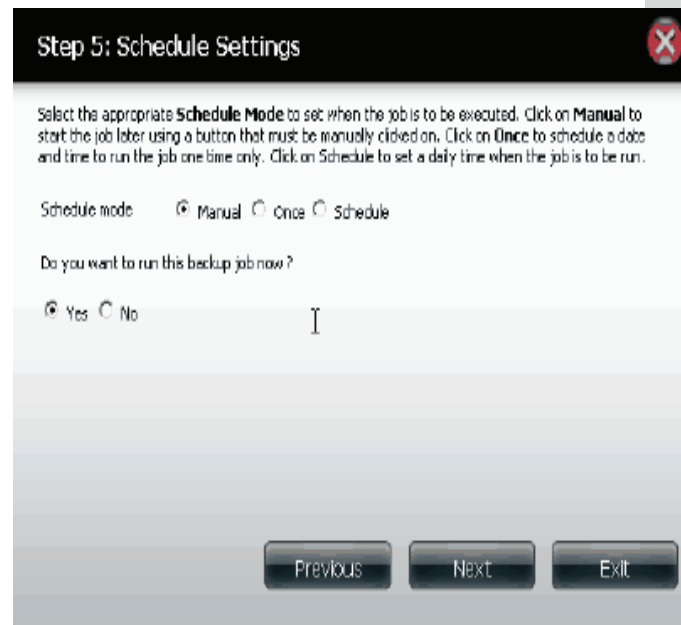 Step 5: Schedule Settings
Select the appropriate Schedule Mode to set when the job is to be executed. Click on Manual to
start the job later using a button that must be manually clicked on. Click on Once to schedule a date
and time to run the job one time only. Click on Schedule to set a daily time when the job is to be run.
Schedule mode Manual Once Schedule
Do you want to run this backup job now ?
Yes No
Previous Next Exit